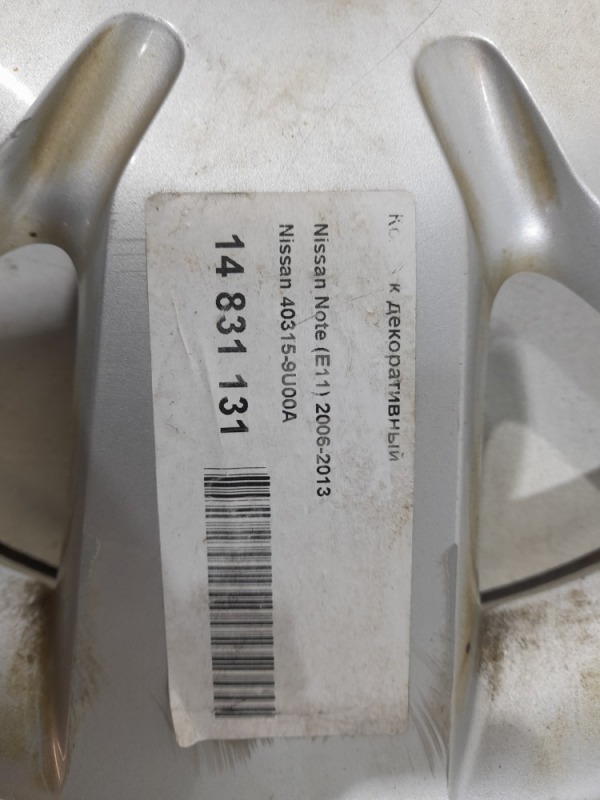 к декоративный
Nissan Note (E11) 2006-2013
Nissan 40315-9U00A
14 831 131